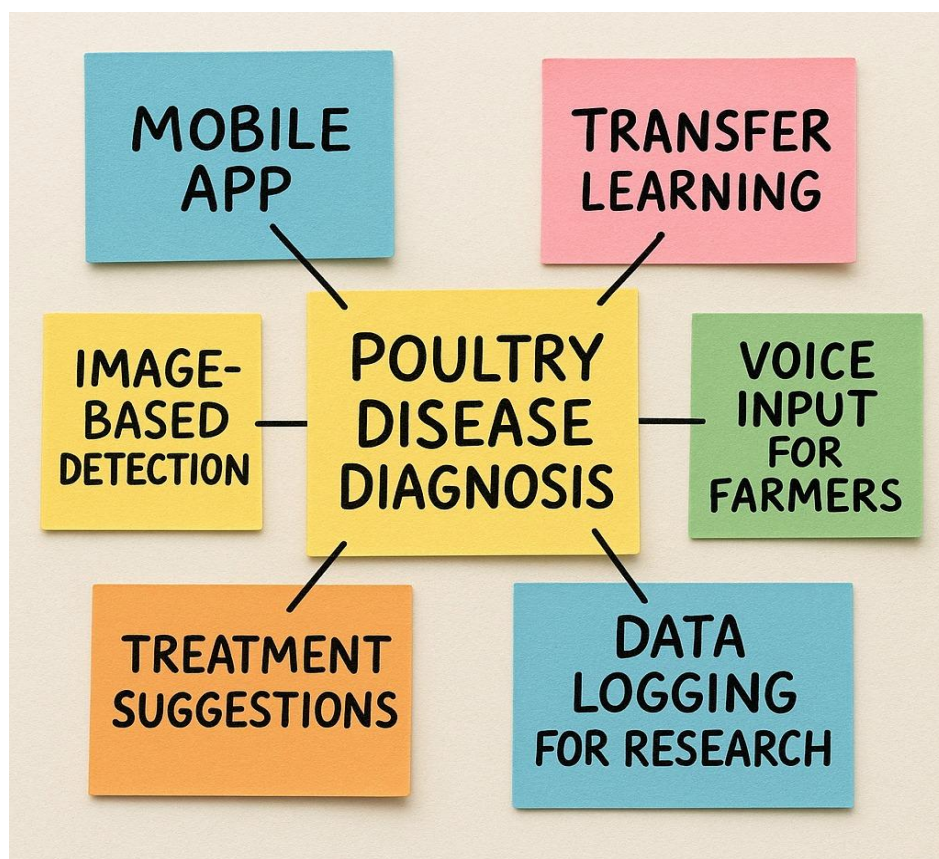 MOBILE
APP
TRANSFER
LEARNING
IMAGE-
BASED
DETECTION
POULTRY
DISEASE
DIAGNOSIS
VOICE
INPUT
FOR
FARMERS
TREATMENT
SUGGESTIONS
DATA
LOGGING
FOR RESEARCH